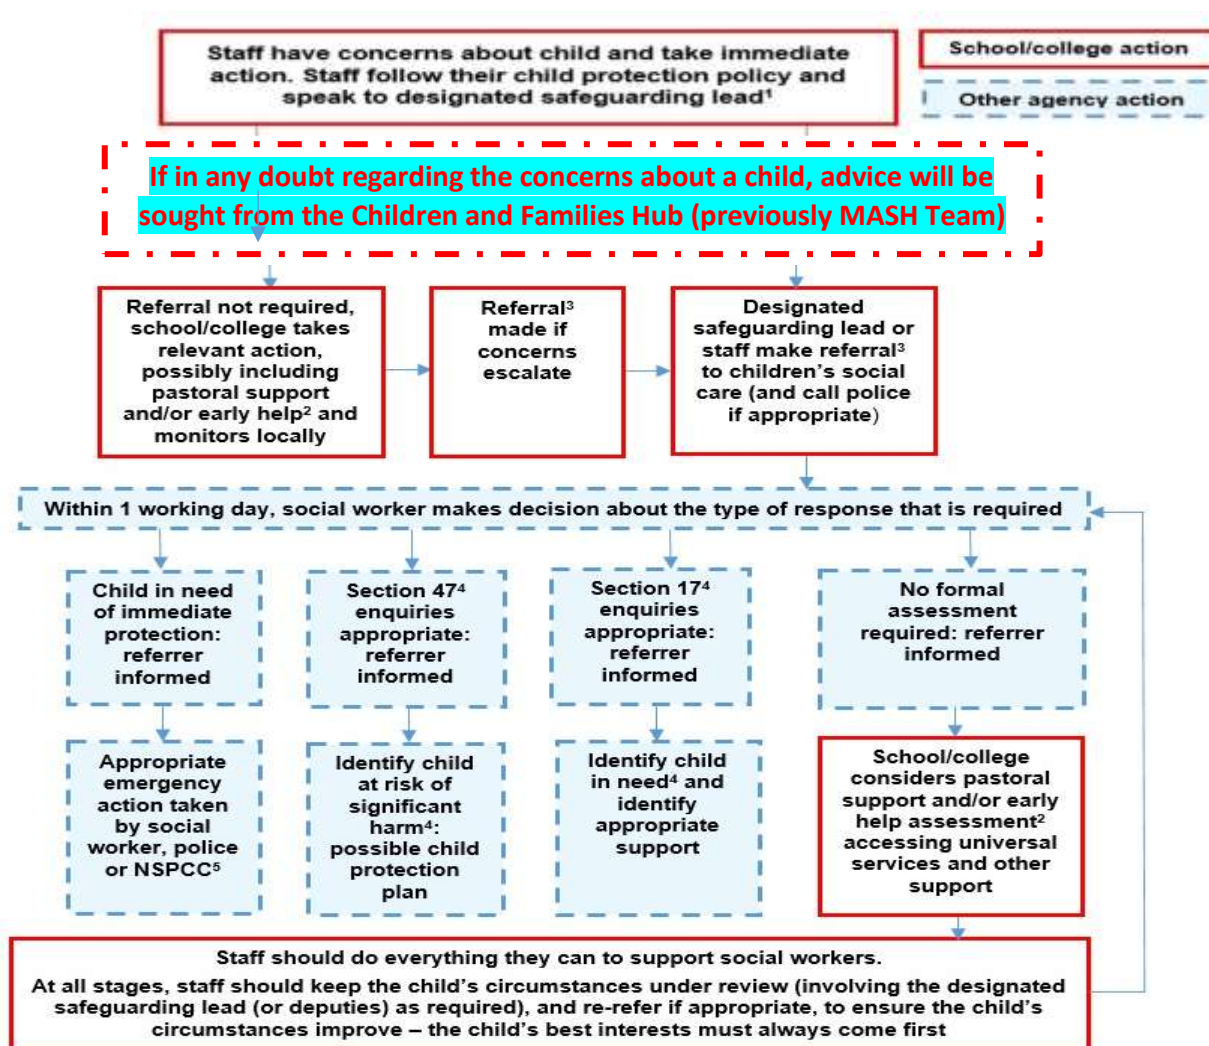 Staff have concerns about child and take immediate
action. Staff follow their child protection policy and
speak to designated safeguarding lead¹
School/college action
Other agency action
If in any doubt regarding the concerns about a child, advice will be
sought from the Children and Families Hub (previously MASH Team)
Referral not required,
school/college takes
relevant action,
possibly including
pastoral support
and/or early help² and
monitors locally
Referral³
made if
concerns
escalate
Designated
safeguarding lead or
staff make referral³
to children's social
care (and call police
if appropriate)
Within 1 working day, social worker makes decision about the type of response that is required
Child in need
of immediate
protection:
referrer
informed
Section 47⁴
enquiries
appropriate:
referrer
informed
Section 17⁴
enquiries
appropriate:
referrer
informed
No formal
assessment
required: referrer
informed
Appropriate
emergency
action taken
by social
worker, police
or NSPCC⁵
Identify child
at risk of
significant
harm⁴:
possible child
protection
plan
Identify child
in need⁴ and
identify
appropriate
support
School/college
considers pastoral
support and/or early
help assessment²
accessing universal
services and other
support
Staff should do everything they can to support social workers.
At all stages, staff should keep the child's circumstances under review (involving the designated
safeguarding lead (or deputies) as required), and re-refer if appropriate, to ensure the child's
circumstances improve – the child's best interests must always come first